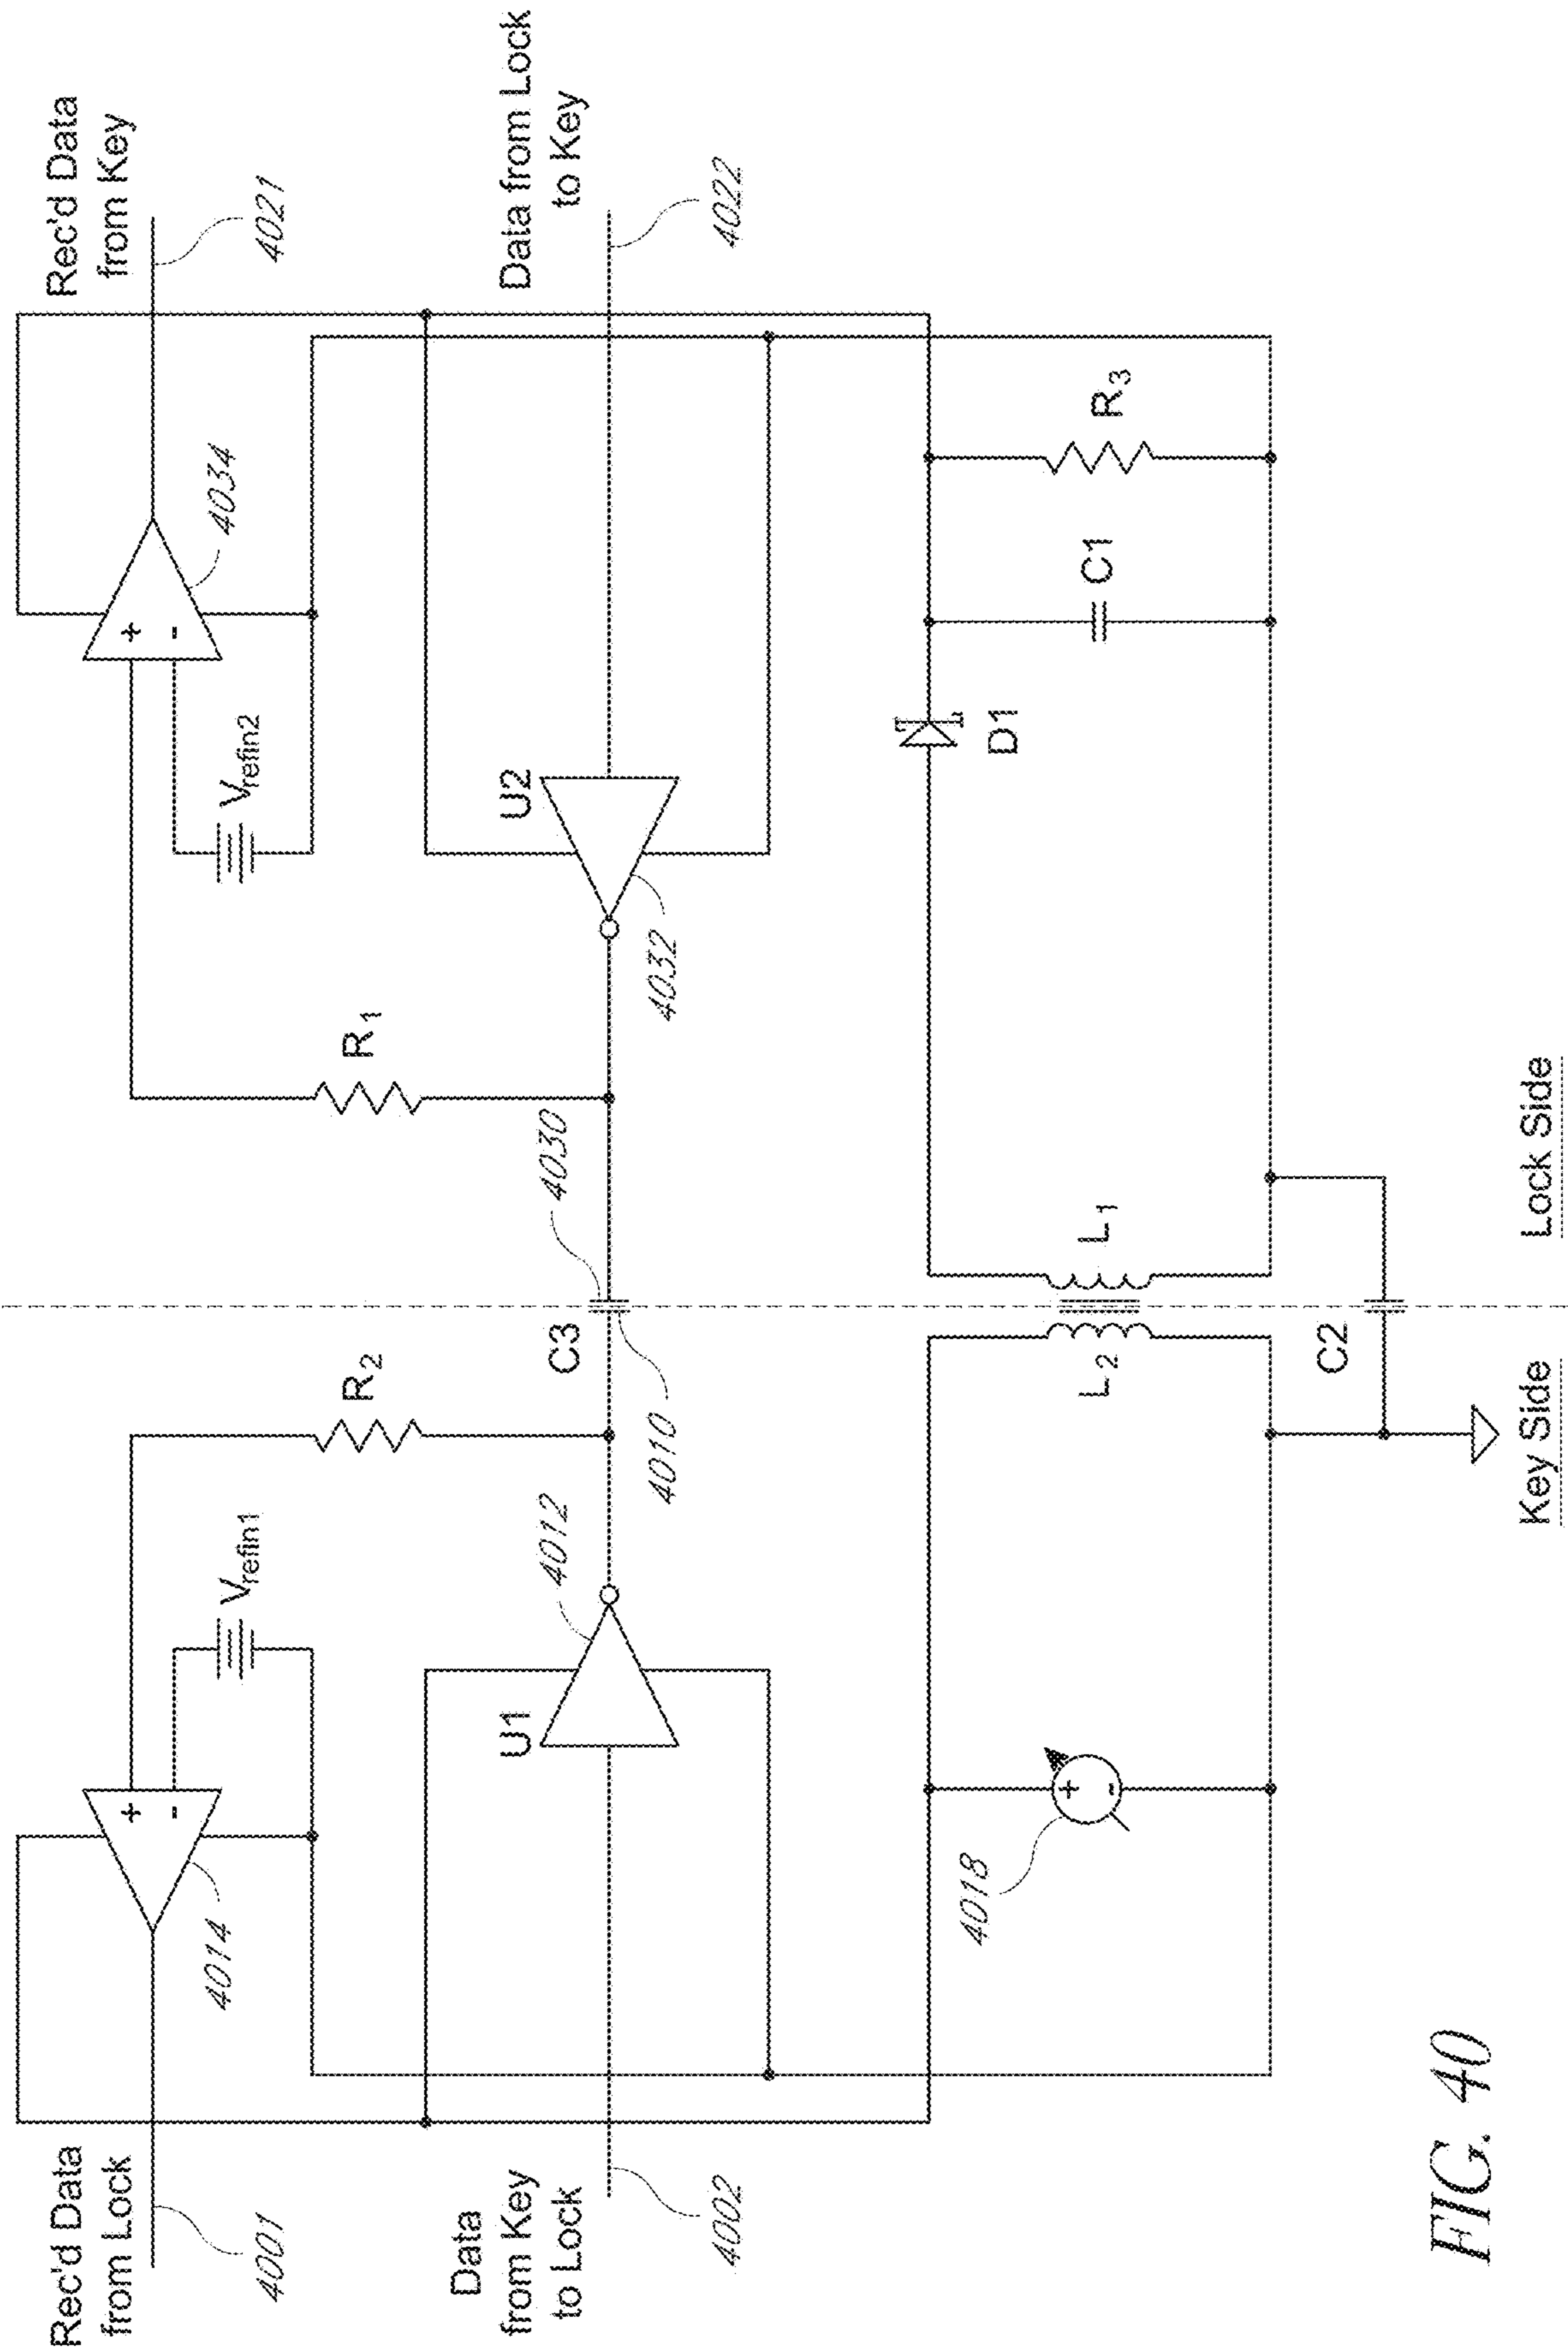 Rec'd Data
from Lock
4001
Data
from Key
to Lock
4002
4014
+
-
Vrefin1
U1
4012
R2
C3
4010
4030
R1
4032
U2
Vrefin2
+
-
4034
Rec'd Data
from Key
4021
Data from Lock
to Key
4022
4018
+
-
L2
L1
C2
D1
C1
R3
Key Side
Lock Side
FIG. 40